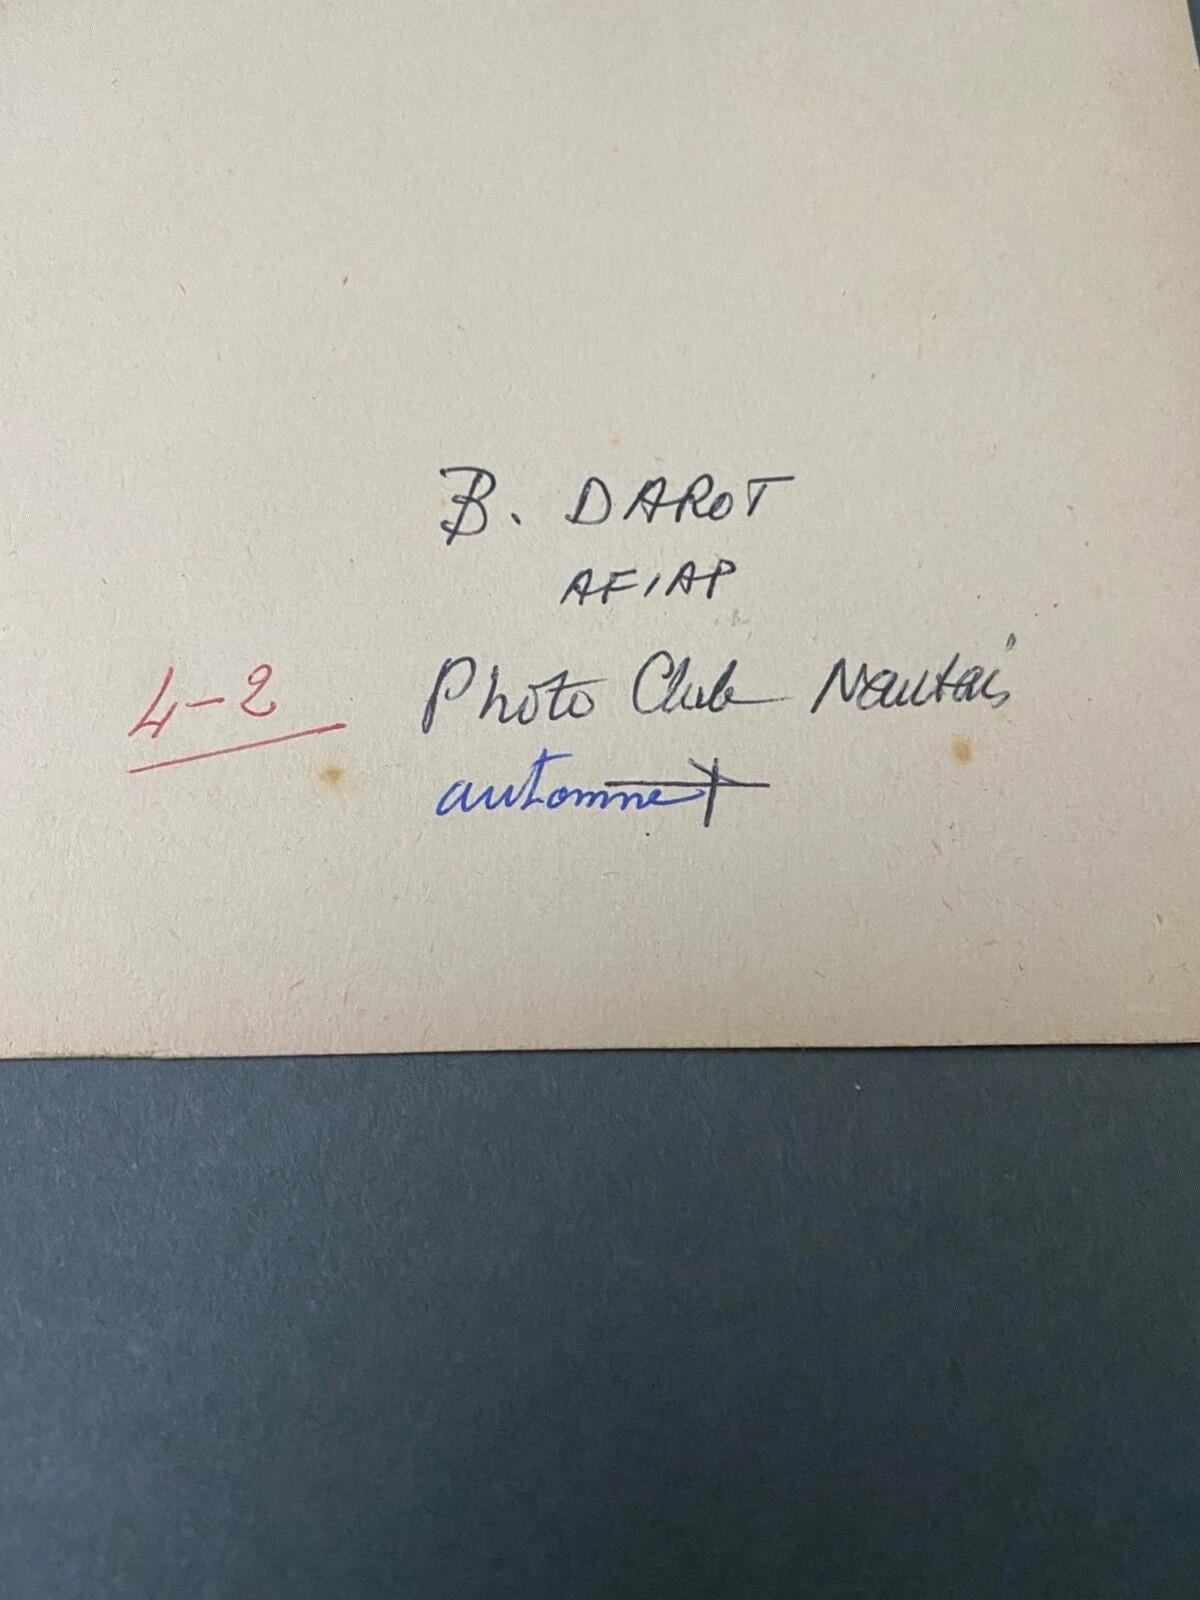 B. DAROT
AFIAP
4-2 Photo Club Nantais
automne